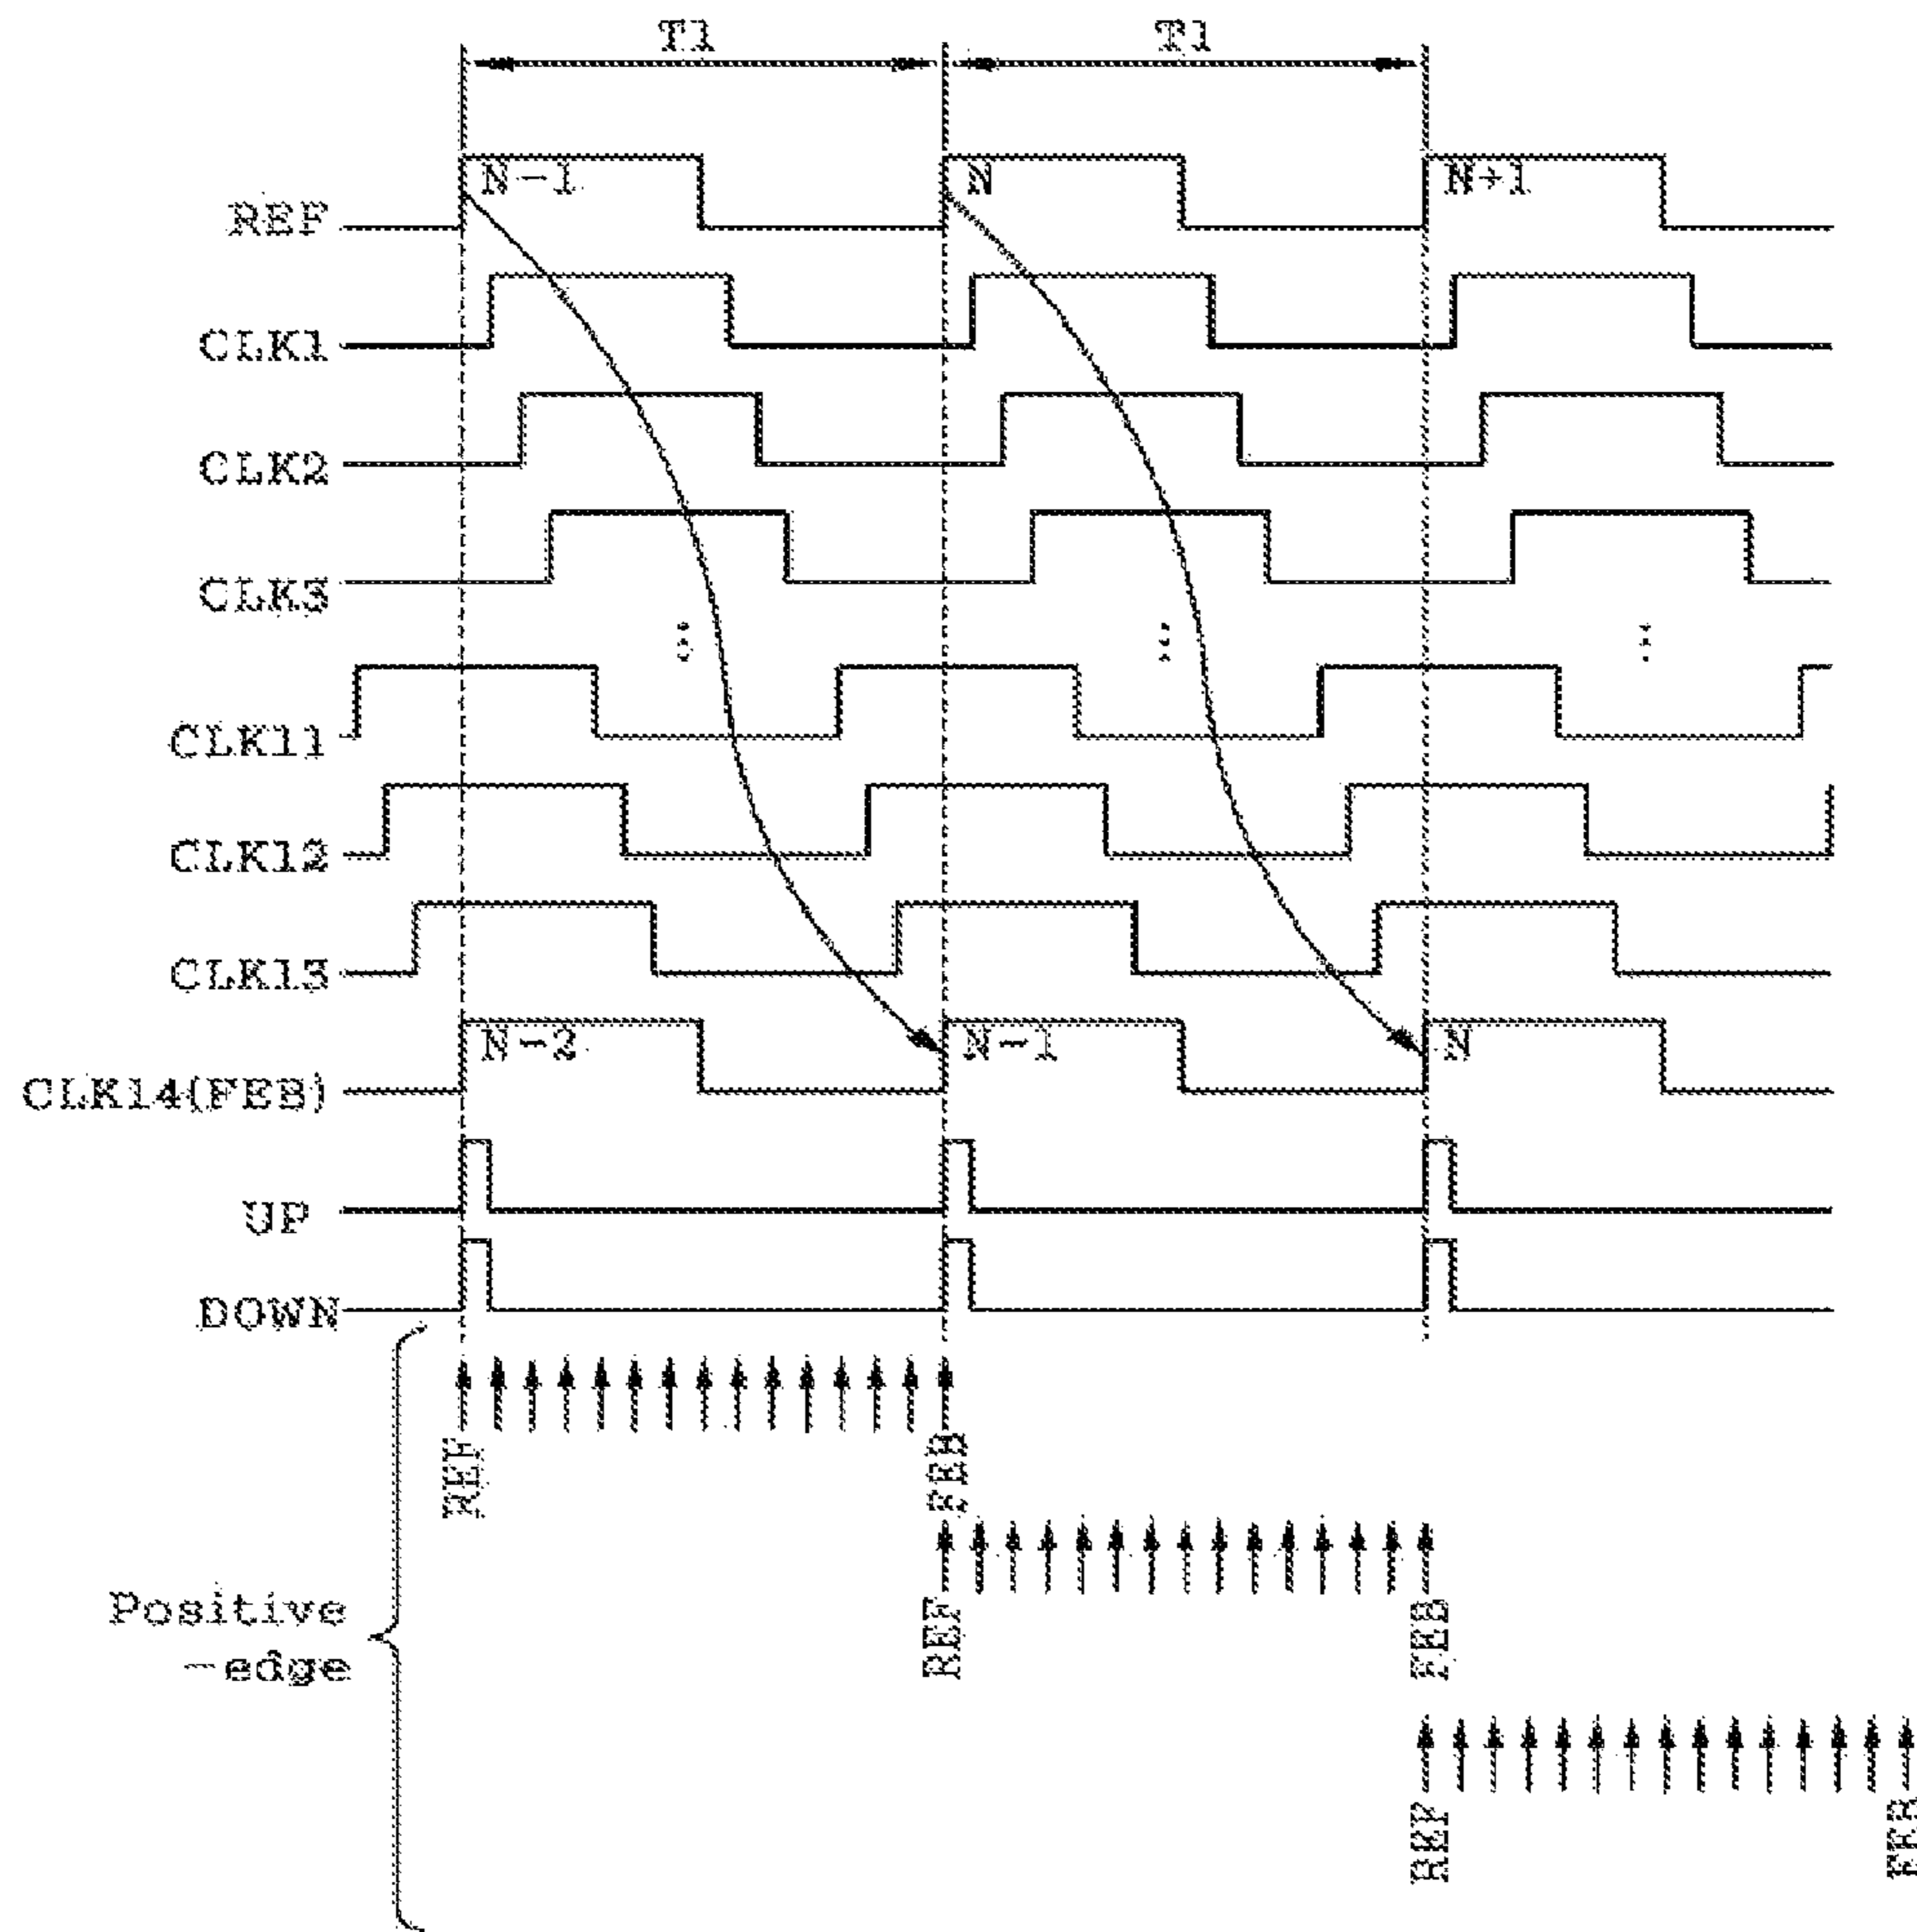 T1 T1
N-1 N N+1
REF
CLK1
CLK2
CLK3
CLK11
CLK12
CLK13
N-2 N-1 N
CLK14(FEB)
UP
DOWN
REF FEB
REF FEB
Positive
-edge
REF FEB